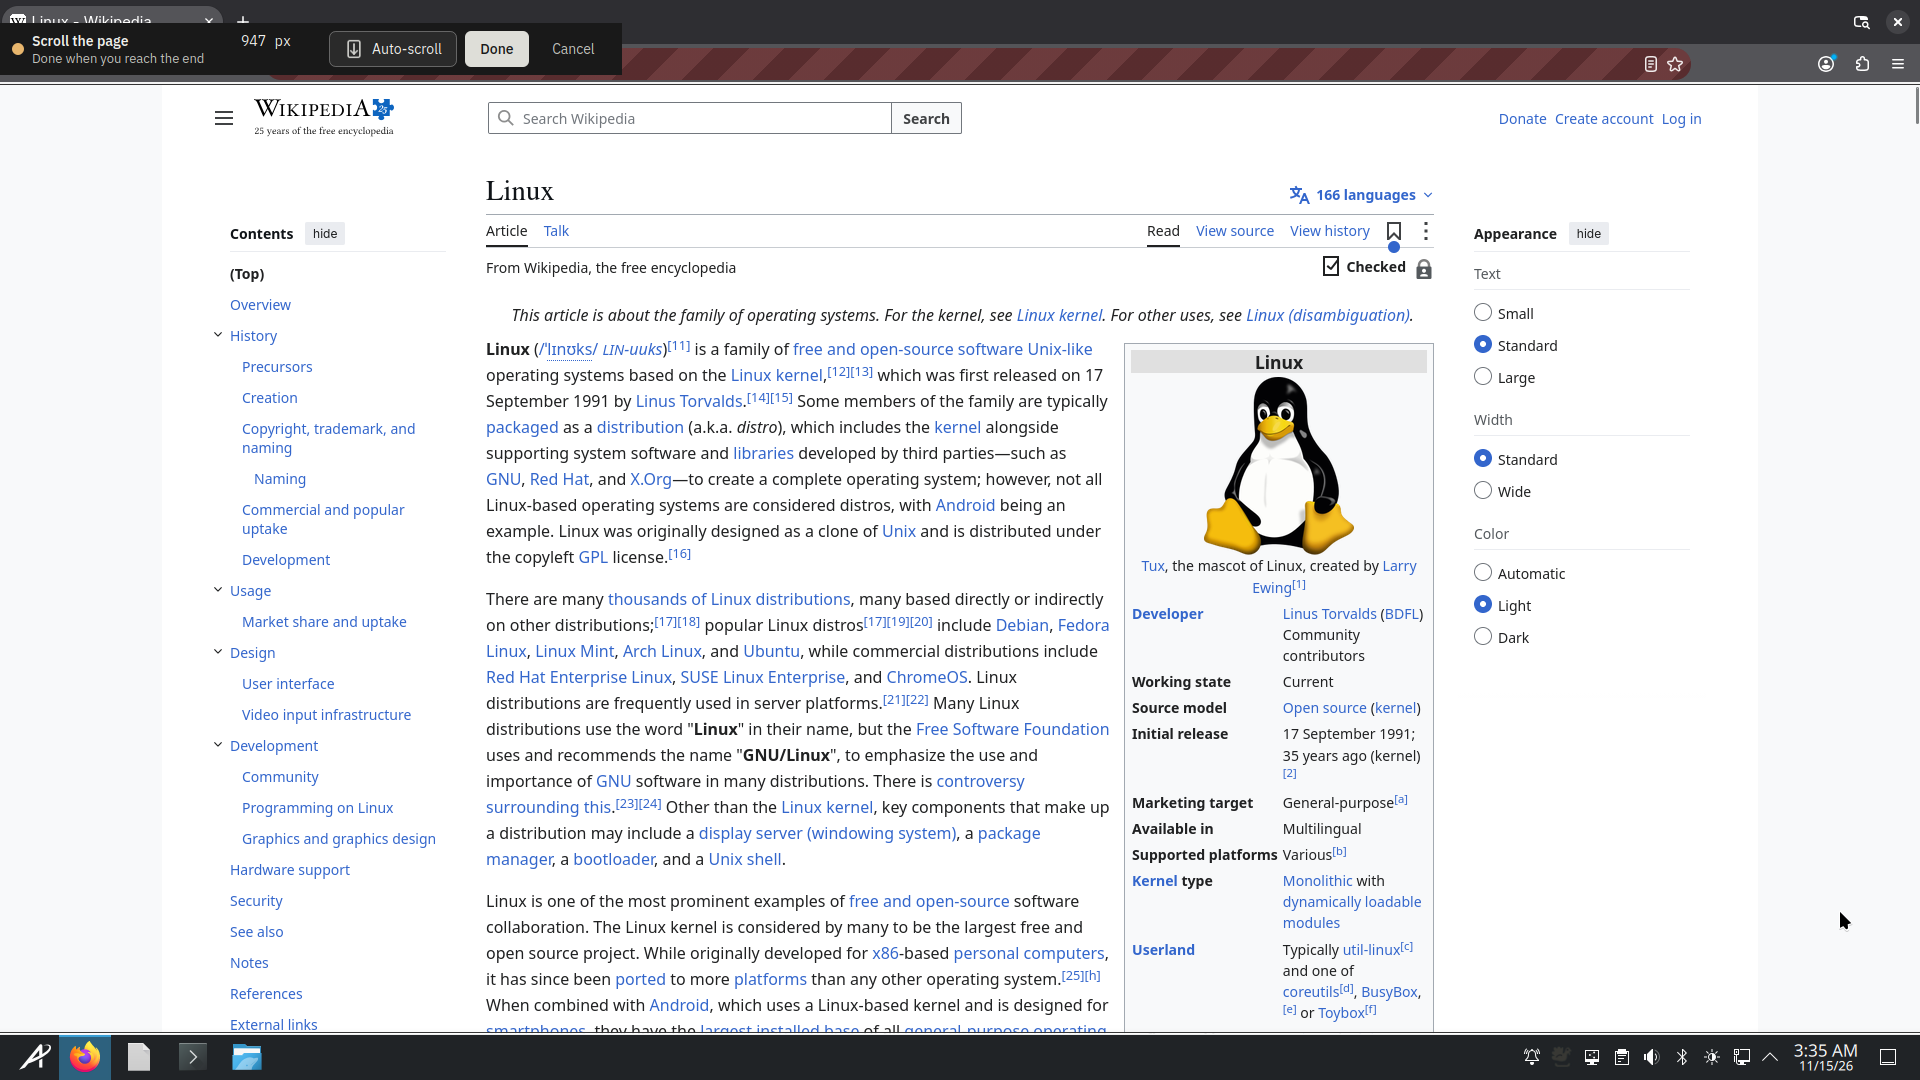 Linux - Wikipedia
Scroll the page
Done when you reach the end
947 px
Auto-scroll
Done
Cancel
WIKIPEDIA 25
25 years of the free encyclopedia
Search Wikipedia
Search
Donate Create account Log in
Linux
166 languages
Contents hide
(Top)
Overview
History
Precursors
Creation
Copyright, trademark, and
naming
Naming
Commercial and popular
uptake
Development
Usage
Market share and uptake
Design
User interface
Video input infrastructure
Development
Community
Programming on Linux
Graphics and graphics design
Hardware support
Security
See also
Notes
References
External links
Article Talk
Read View source View history
From Wikipedia, the free encyclopedia
Checked
This article is about the family of operating systems. For the kernel, see Linux kernel. For other uses, see Linux (disambiguation).
Linux (/ˈlɪnʊks/ LIN-uuks)[11] is a family of free and open-source software Unix-like
operating systems based on the Linux kernel,[12][13] which was first released on 17
September 1991 by Linus Torvalds.[14][15] Some members of the family are typically
packaged as a distribution (a.k.a. distro), which includes the kernel alongside
supporting system software and libraries developed by third parties—such as
GNU, Red Hat, and X.Org—to create a complete operating system; however, not all
Linux-based operating systems are considered distros, with Android being an
example. Linux was originally designed as a clone of Unix and is distributed under
the copyleft GPL license.[16]
There are many thousands of Linux distributions, many based directly or indirectly
on other distributions;[17][18] popular Linux distros[17][19][20] include Debian, Fedora
Linux, Linux Mint, Arch Linux, and Ubuntu, while commercial distributions include
Red Hat Enterprise Linux, SUSE Linux Enterprise, and ChromeOS. Linux
distributions are frequently used in server platforms.[21][22] Many Linux
distributions use the word "Linux" in their name, but the Free Software Foundation
uses and recommends the name "GNU/Linux", to emphasize the use and
importance of GNU software in many distributions. There is controversy
surrounding this.[23][24] Other than the Linux kernel, key components that make up
a distribution may include a display server (windowing system), a package
manager, a bootloader, and a Unix shell.
Linux is one of the most prominent examples of free and open-source software
collaboration. The Linux kernel is considered by many to be the largest free and
open source project. While originally developed for x86-based personal computers,
it has since been ported to more platforms than any other operating system.[25][h]
When combined with Android, which uses a Linux-based kernel and is designed for
smartphones, they have the largest installed base of all general-purpose operating
Linux
Tux, the mascot of Linux, created by Larry
Ewing[1]
Developer Linus Torvalds (BDFL)
Community
contributors
Working state Current
Source model Open source (kernel)
Initial release 17 September 1991;
35 years ago (kernel)
[2]
Marketing target General-purpose[a]
Available in Multilingual
Supported platforms Various[b]
Kernel type Monolithic with
dynamically loadable
modules
Userland Typically util-linux[c]
and one of
coreutils[d], BusyBox,
[e] or Toybox[f]
Appearance hide
Text
Small
Standard
Large
Width
Standard
Wide
Color
Automatic
Light
Dark
3:35 AM
11/15/26